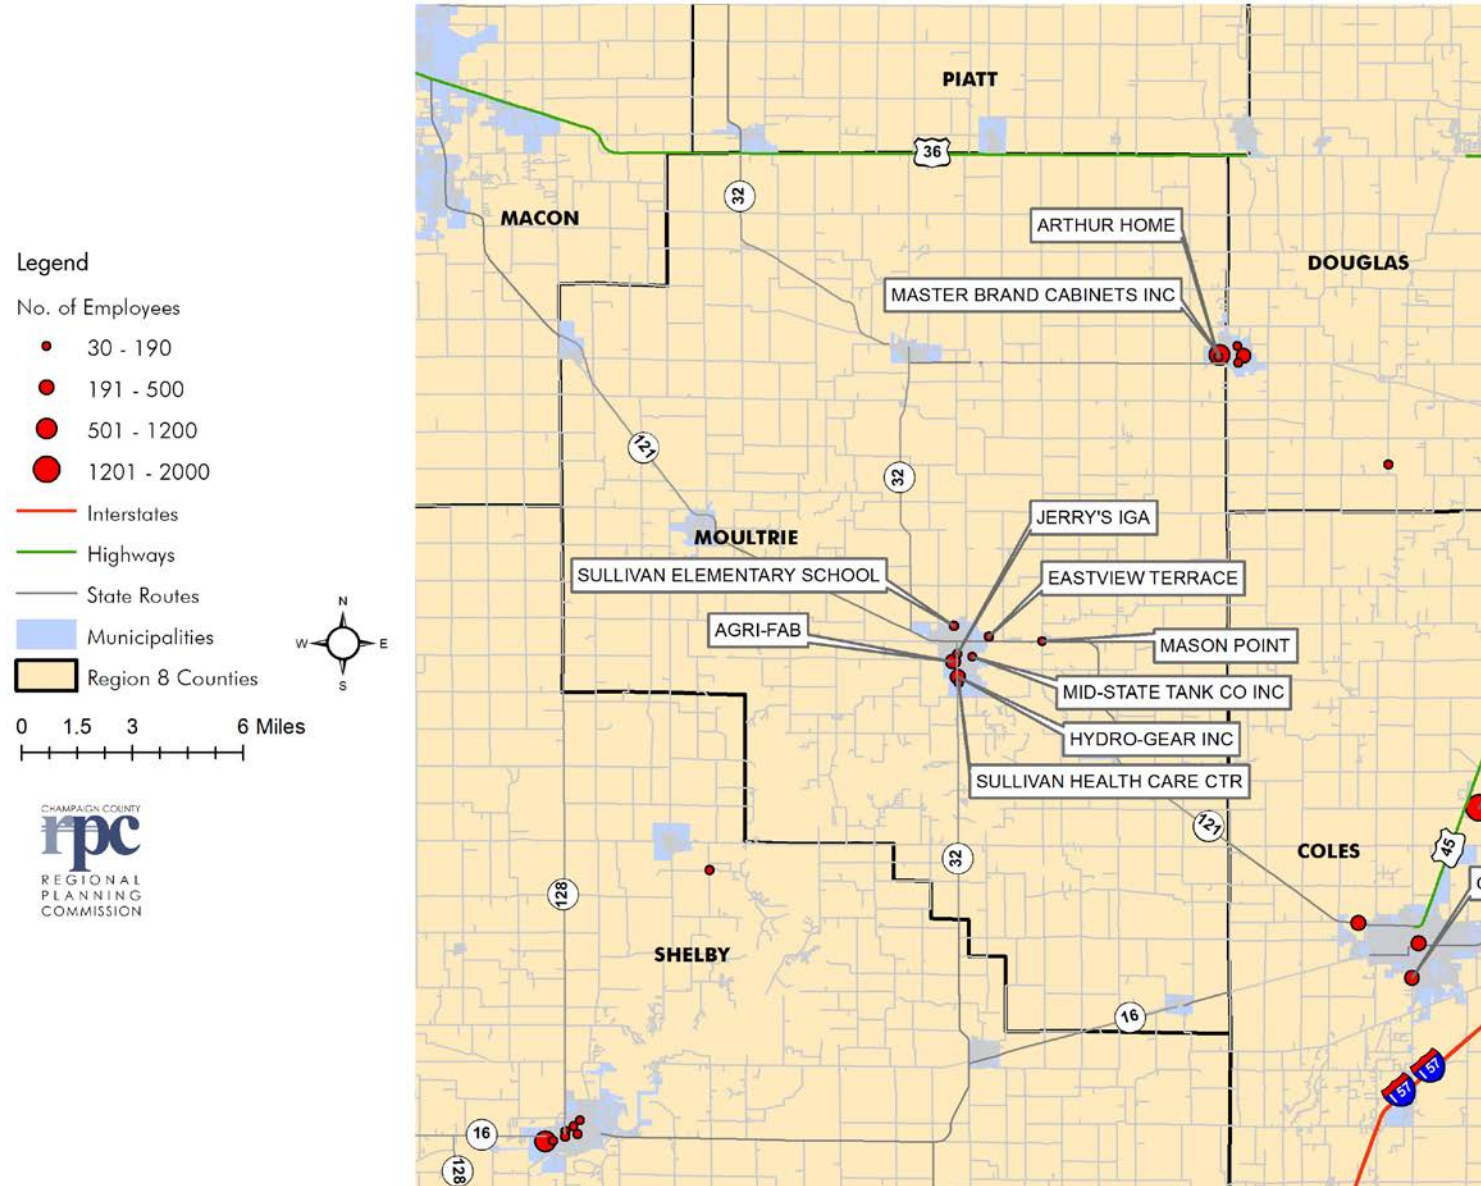 Legend
No. of Employees
30 - 190
191 - 500
501 - 1200
1201 - 2000
Interstates
Highways
State Routes
Municipalities
Region 8 Counties
N
W E
S
0 1.5 3 6 Miles
CHAMPAIGN COUNTY
rpc
REGIONAL
PLANNING
COMMISSION
PIATT
36
32
MACON
ARTHUR HOME
DOUGLAS
MASTER BRAND CABINETS INC
121
32
JERRY'S IGA
MOULTRIE
SULLIVAN ELEMENTARY SCHOOL
EASTVIEW TERRACE
AGRI-FAB
MASON POINT
MID-STATE TANK CO INC
HYDRO-GEAR INC
SULLIVAN HEALTH CARE CTR
121
45
COLES
32
128
SHELBY
16
I 57
I 57
16
128